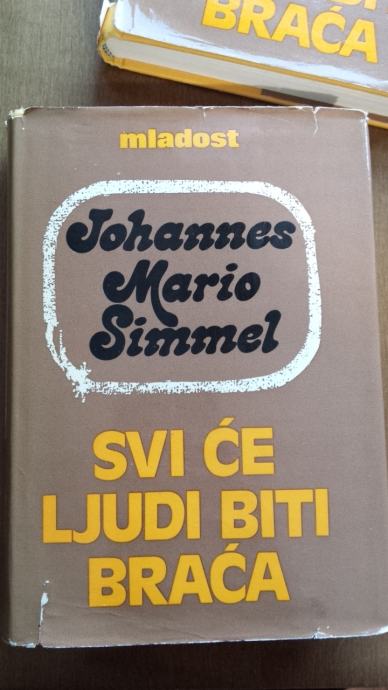 BRAĆA
mladost
Johannes
Mario
Simmel
SVI ĆE
LJUDI BITI
BRAĆA